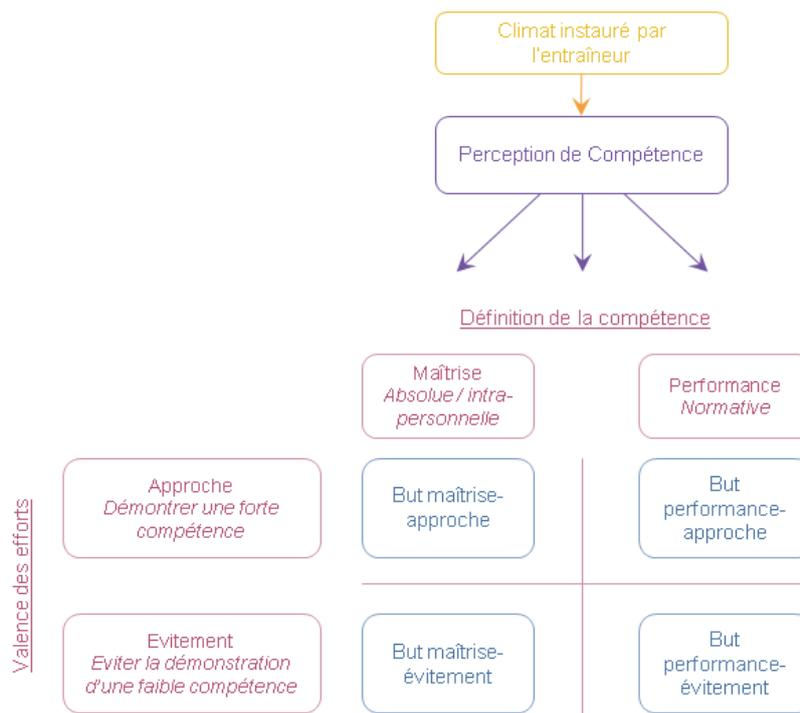 Climat instauré par
l'entraîneur
Perception de Compétence
Définition de la compétence
Maîtrise
Absolue / intra-
personnelle
Performance
Normative
Valence des efforts
Approche
Démontrer une forte
compétence
But maîtrise-
approche
But
performance-
approche
Evitement
Eviter la démonstration
d'une faible compétence
But maîtrise-
évitement
But
performance-
évitement